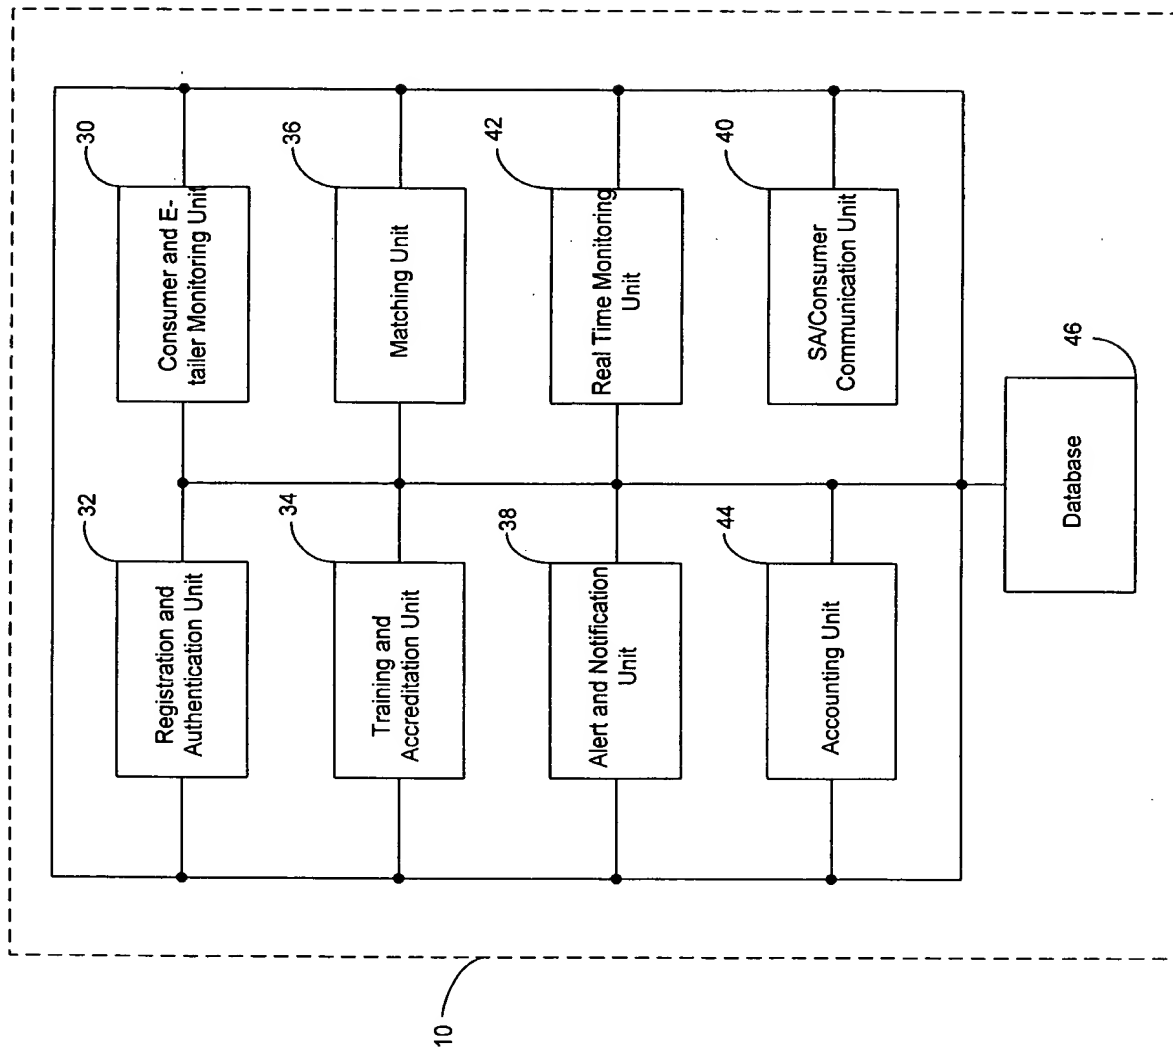 10
32
Registration and
Authentication Unit
34
Training and
Accreditation Unit
38
Alert and Notification
Unit
44
Accounting Unit
30
Consumer and E-
tailer Monitoring Unit
36
Matching Unit
42
Real Time Monitoring
Unit
40
SA/Consumer
Communication Unit
46
Database